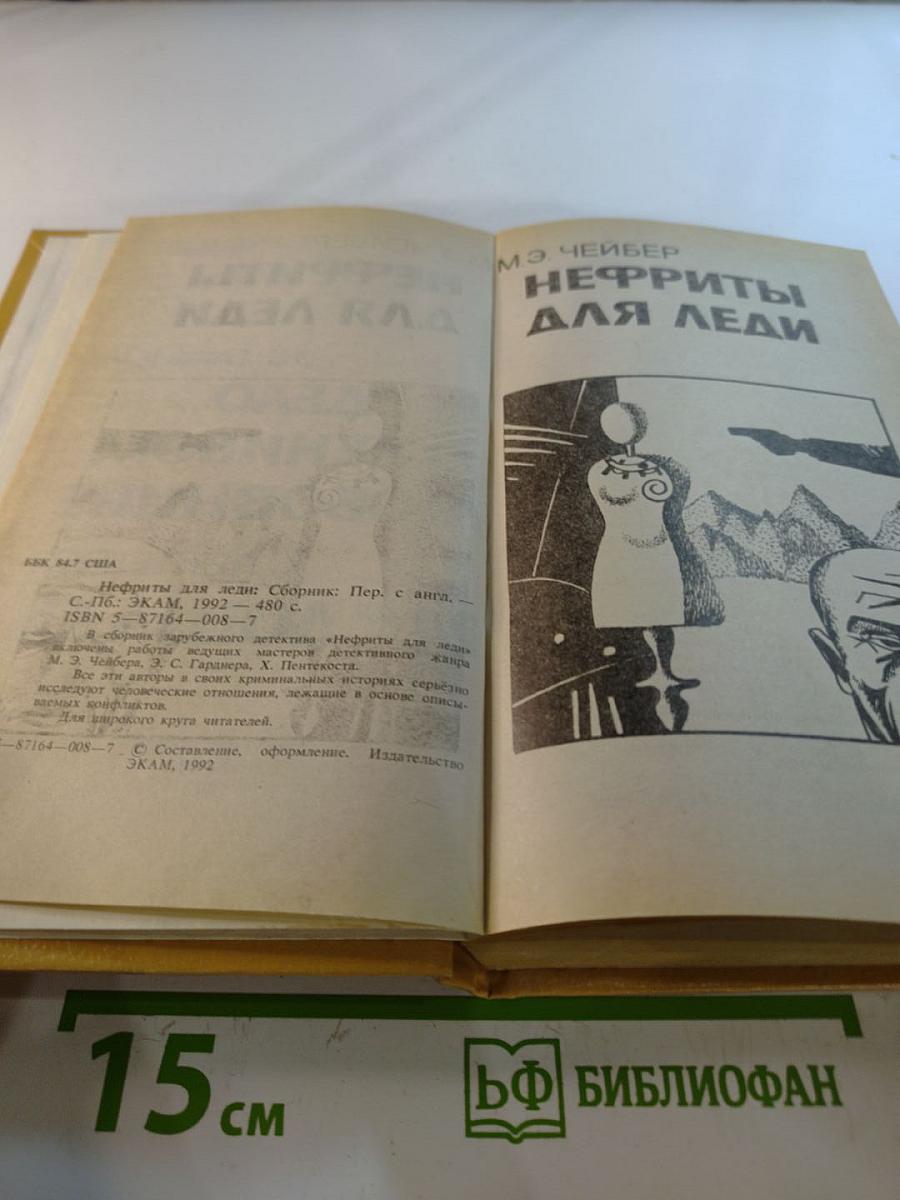 ББК 84.7 США
Нефриты для леди: Сборник: Пер. с англ. —
С.-Пб.: ЭКАМ, 1992 — 480 с.
ISBN 5—87164—008—7
В сборник зарубежного детектива «Нефриты для леди»
включены работы ведущих мастеров детективного жанра
М. Э. Чейбера, Э. С. Гарднера, Х. Пентекоста.
Все эти авторы в своих криминальных историях серьёзно
исследуют человеческие отношения, лежащие в основе описы-
ваемых конфликтов.
Для широкого круга читателей.
—87164—008—7 © Составление, оформление. Издательство
ЭКАМ, 1992
М.Э. ЧЕЙБЕР
НЕФРИТЫ
ДЛЯ ЛЕДИ
15 см
БФ БИБЛИОФАН